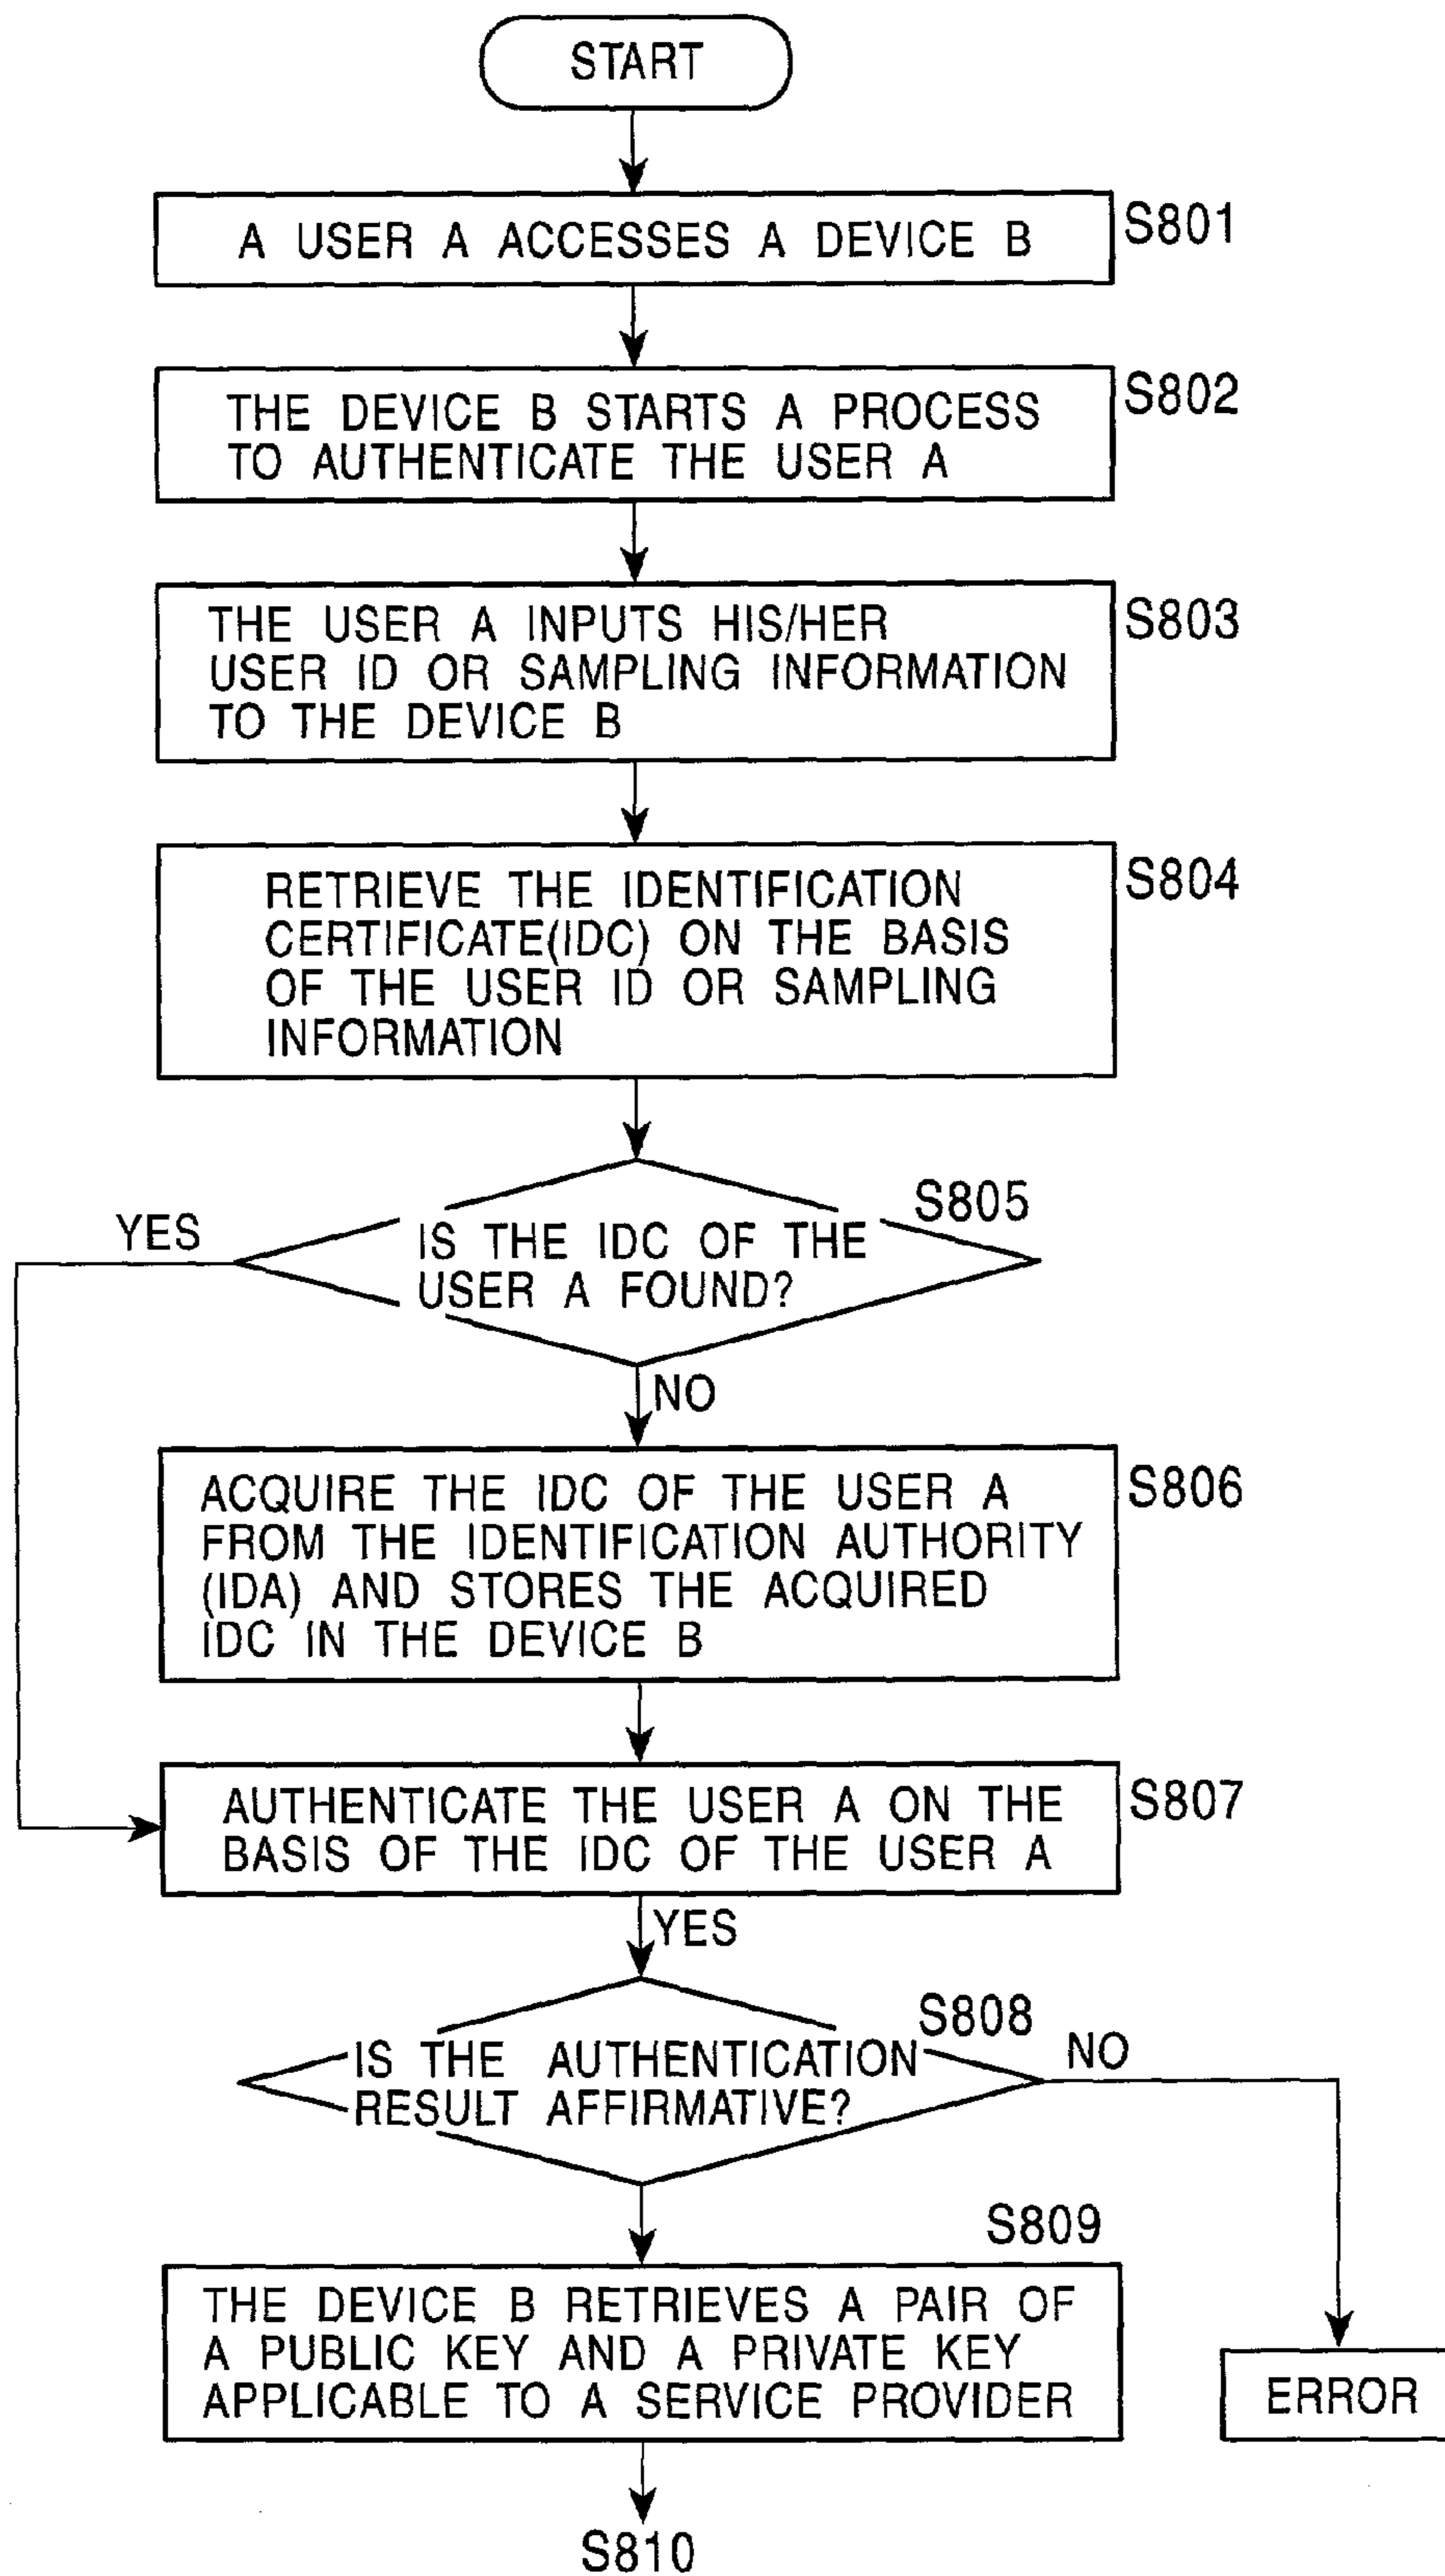 START
A USER A ACCESSES A DEVICE B
S801
THE DEVICE B STARTS A PROCESS
TO AUTHENTICATE THE USER A
S802
THE USER A INPUTS HIS/HER
USER ID OR SAMPLING INFORMATION
TO THE DEVICE B
S803
RETRIEVE THE IDENTIFICATION
CERTIFICATE(IDC) ON THE BASIS
OF THE USER ID OR SAMPLING
INFORMATION
S804
S805
YES
IS THE IDC OF THE
USER A FOUND?
NO
ACQUIRE THE IDC OF THE USER A
FROM THE IDENTIFICATION AUTHORITY
(IDA) AND STORES THE ACQUIRED
IDC IN THE DEVICE B
S806
AUTHENTICATE THE USER A ON THE
BASIS OF THE IDC OF THE USER A
S807
YES
S808
IS THE AUTHENTICATION
RESULT AFFIRMATIVE?
NO
S809
THE DEVICE B RETRIEVES A PAIR OF
A PUBLIC KEY AND A PRIVATE KEY
APPLICABLE TO A SERVICE PROVIDER
ERROR
S810